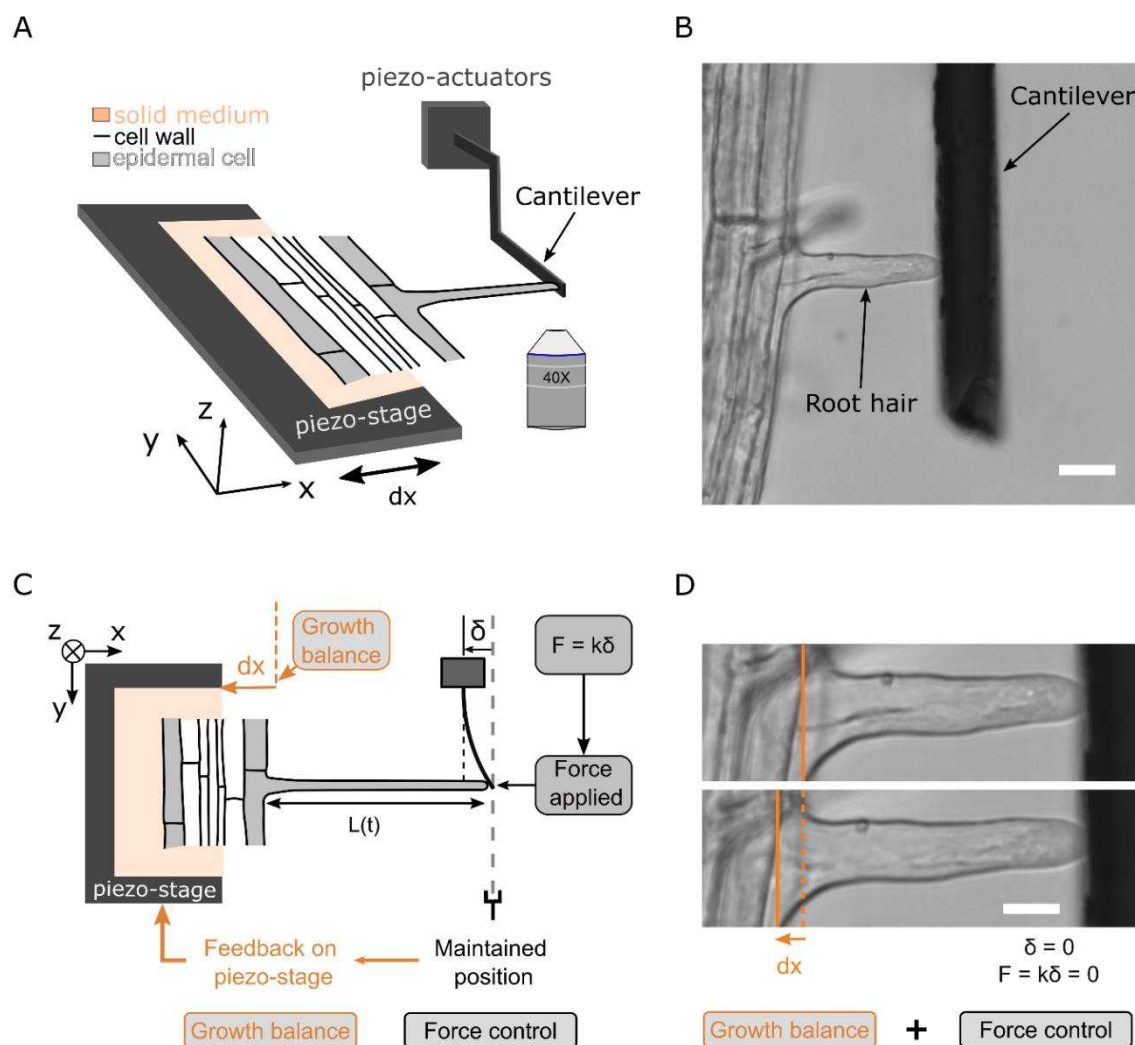 A
piezo-actuators
solid medium
cell wall
epidermal cell
Cantilever
40X
piezo-stage
z
y
x
dx
B
Cantilever
Root hair
C
z
x
y
dx
Growth
balance
δ
F = kδ
Force
applied
L(t)
piezo-stage
Feedback on
piezo-stage
Maintained
position
Growth balance
Force control
D
dx
δ = 0
F = kδ = 0
Growth balance
+
Force control